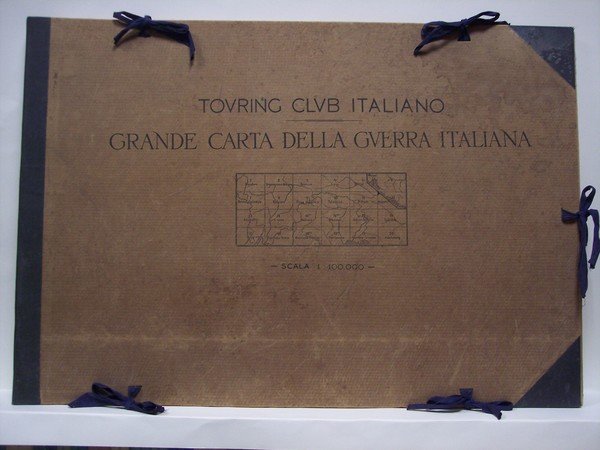 TOVRING CLVB ITALIANO
GRANDE CARTA DELLA GVERRA ITALIANA
— SCALA 1:100.000 —